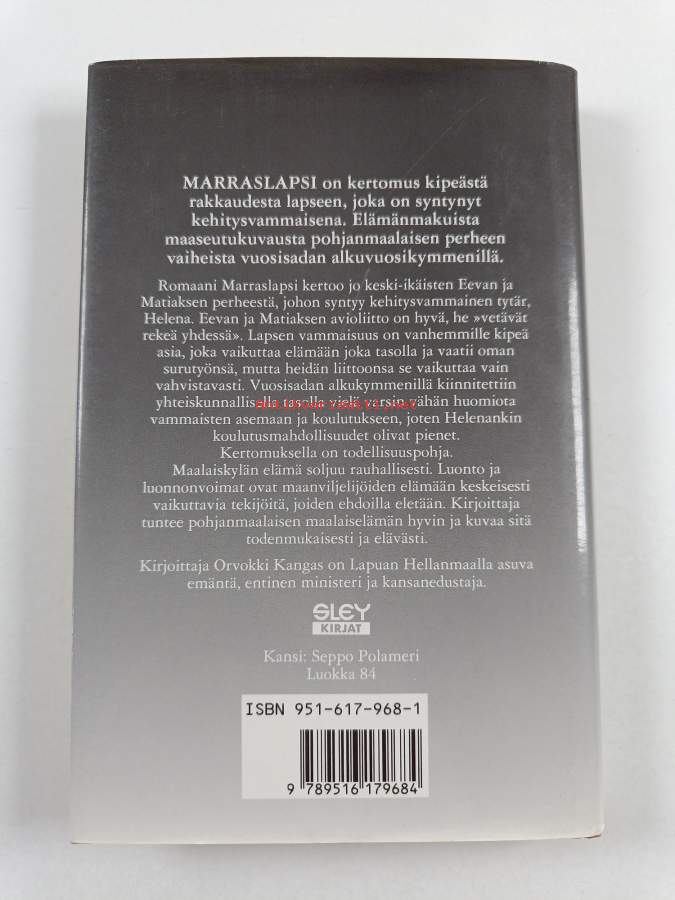 MARRASLAPSI on kertomus kipeästä
rakkaudesta lapseen, joka on syntynyt
kehitysvammaisena. Elämänmakuista
maaseutukuvausta pohjanmaalaisen perheen
vaiheista vuosisadan alkuvuosikymmenillä.
Romaani Marraslapsi kertoo jo keski-ikäisten Eevan ja
Matiaksen perheestä, johon syntyy kehitysvammainen tytär,
Helena. Eevan ja Matiaksen avioliitto on hyvä, he »vetävät
rekeä yhdessä». Lapsen vammaisuus on vanhemmille kipeä
asia, joka vaikuttaa elämään joka tasolla ja vaatii oman
surutyönsä, mutta heidän liittoonsa se vaikuttaa vain
vahvistavasti. Vuosisadan alkukymmenillä kiinnitettiin
yhteiskunnallisella tasolla vielä varsin vähän huomiota
vammaisten asemaan ja koulutukseen, joten Helenankin
koulutusmahdollisuudet olivat pienet.
Kertomuksella on todellisuuspohja.
Maalaiskylän elämä soljuu rauhallisesti. Luonto ja
luonnonvoimat ovat maanviljelijöiden elämään keskeisesti
vaikuttavia tekijöitä, joiden ehdoilla eletään. Kirjoittaja
tuntee pohjanmaalaisen maalaiselämän hyvin ja kuvaa sitä
todenmukaisesti ja elävästi.
Kirjoittaja Orvokki Kangas on Lapuan Hellanmaalla asuva
emäntä, entinen ministeri ja kansanedustaja.
SLEY
KIRJAT
Kansi: Seppo Polameri
Luokka 84
ISBN 951-617-968-1
9 789516 179684